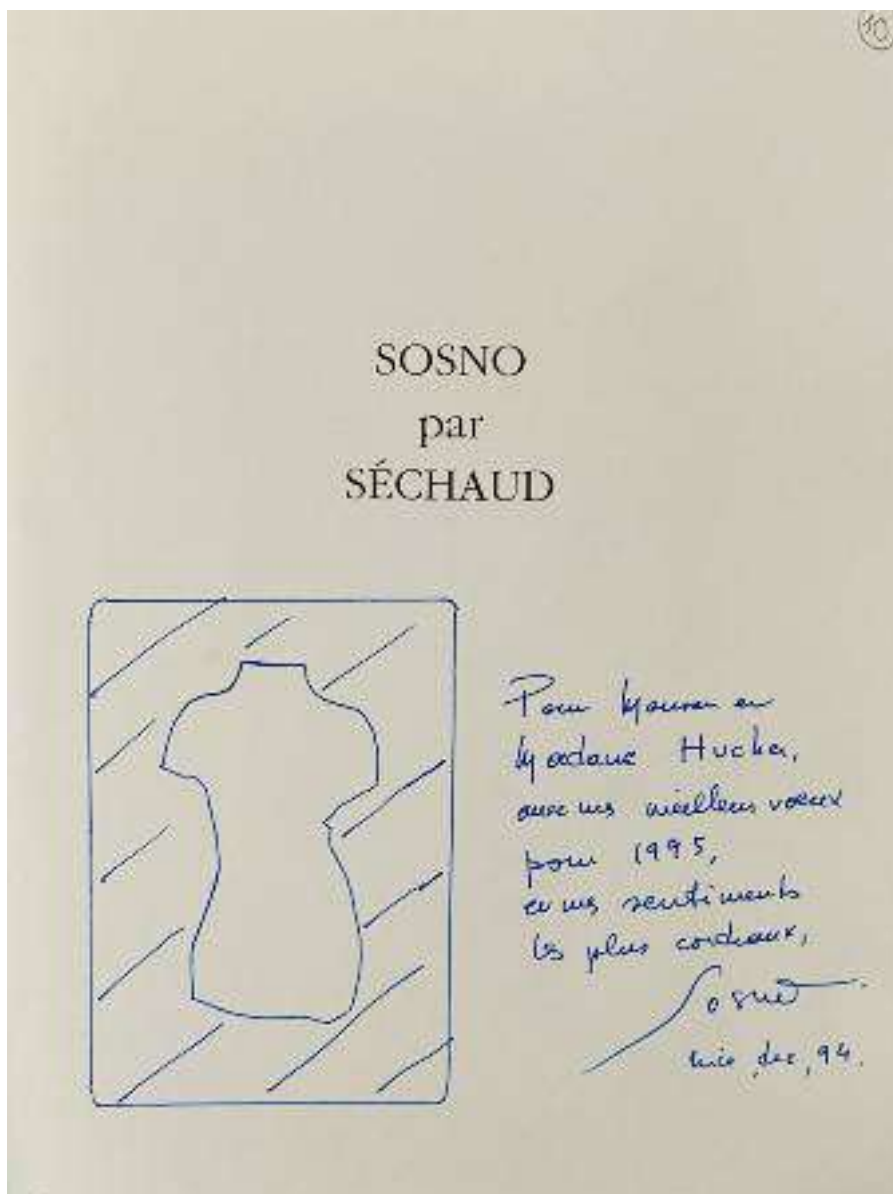 10
SOSNO
par
SÉCHAUD
Pour Monsieur et
Madame Hucher,
avec mes meilleurs voeux
pour 1995,
et mes sentiments
les plus cordiaux,
Sosno
Nice, dec, 94.